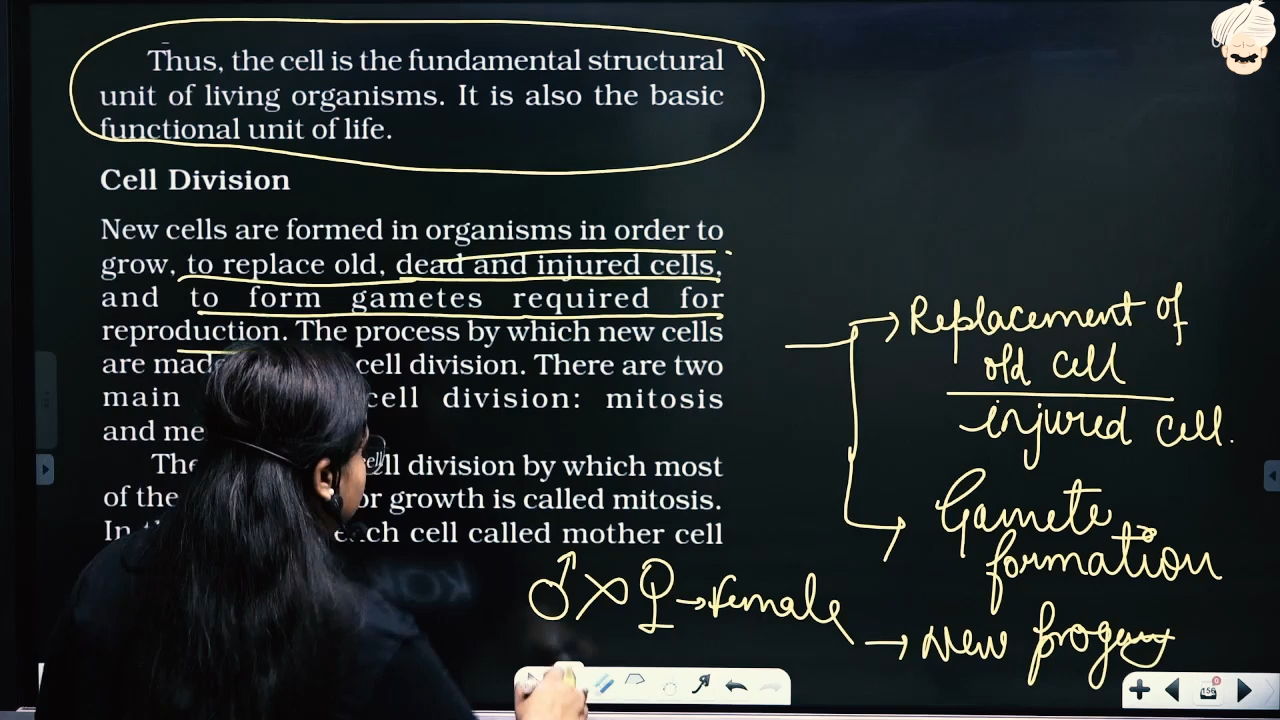 Thus, the cell is the fundamental structural
unit of living organisms. It is also the basic
functional unit of life.
Cell Division
New cells are formed in organisms in order to
grow, to replace old, dead and injured cells,
and to form gametes required for
reproduction. The process by which new cells
are made cell division. There are two
main cell division: mitosis
and me
The cell division by which most
of the or growth is called mitosis.
In each cell called mother cell
→ Replacement of
old cell
injured cell.
→ Gamete
formation
♂ × ♀ → female
→ New progeny
156